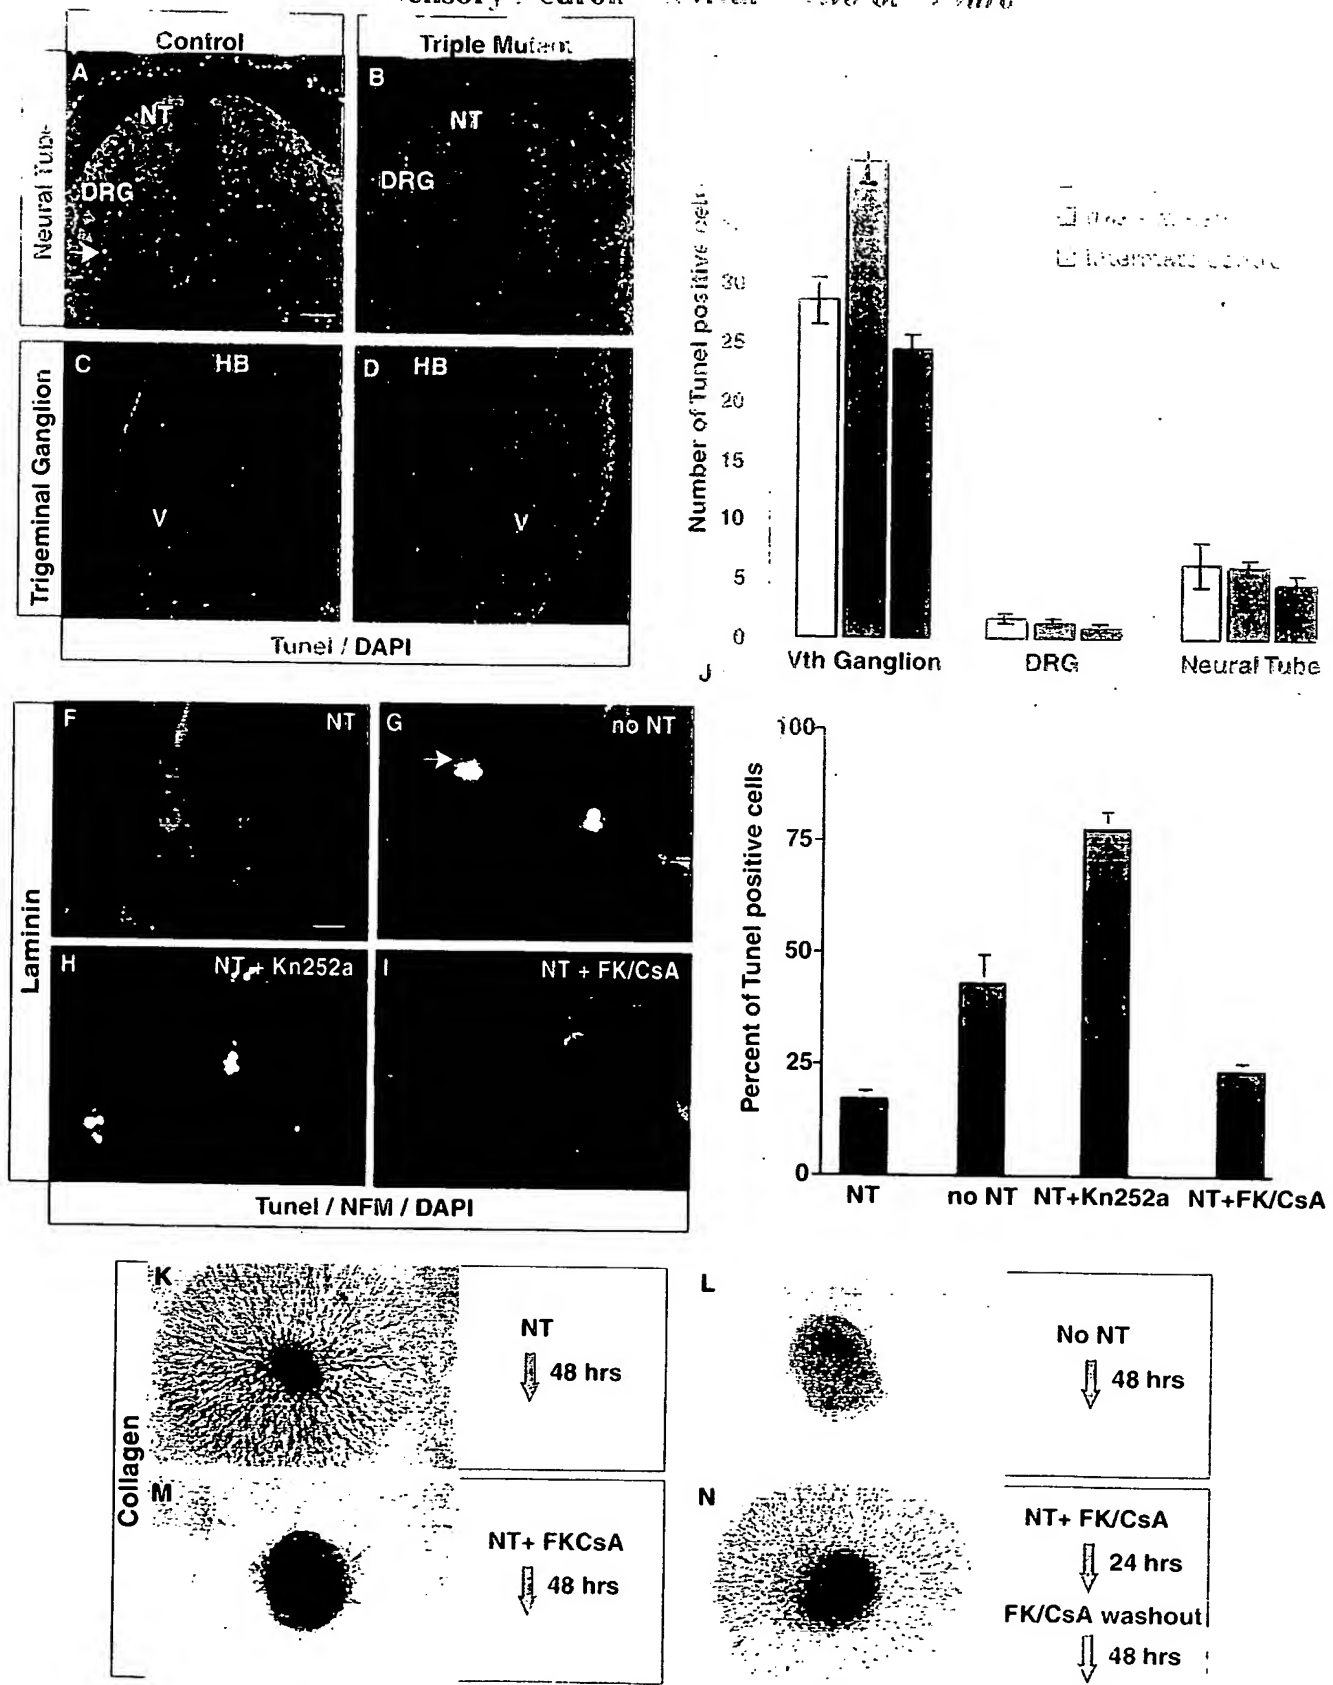 Control
Triple Mutant
Neural Tube
A
NT
DRG
B
NT
DRG
Trigeminal Ganglion
C
HB
V
D
HB
V
Tunel / DAPI
Number of Tunel positive cells
30
25
20
15
10
5
0
Vth Ganglion
DRG
Neural Tube
Laminin
F
NT
G
no NT
H
NT + Kn252a
I
NT + FK/CsA
Tunel / NFM / DAPI
J
Percent of Tunel positive cells
100
75
50
25
0
NT
no NT
NT+Kn252a
NT+FK/CsA
Collagen
K
NT
48 hrs
L
No NT
48 hrs
M
NT+ FKCsA
48 hrs
N
NT+ FK/CsA
24 hrs
FK/CsA washout
48 hrs